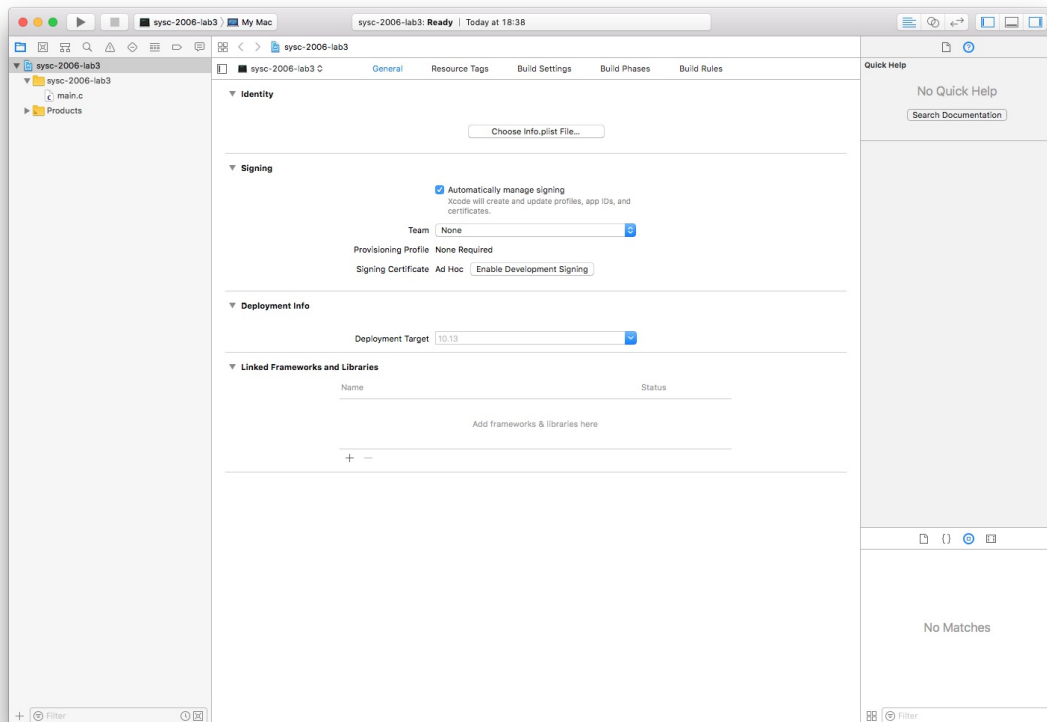 sysc-2006-lab3 My Mac
sysc-2006-lab3: Ready | Today at 18:38
sysc-2006-lab3
sysc-2006-lab3
main.c
Products
sysc-2006-lab3
sysc-2006-lab3 General Resource Tags Build Settings Build Phases Build Rules
Identity
Choose Info.plist File...
Signing
Automatically manage signing
Xcode will create and update profiles, app IDs, and
certificates.
Team None
Provisioning Profile None Required
Signing Certificate Ad Hoc Enable Development Signing
Deployment Info
Deployment Target 10.13
Linked Frameworks and Libraries
Name Status
Add frameworks & libraries here
Quick Help
No Quick Help
Search Documentation
{}
No Matches
Filter
Filter